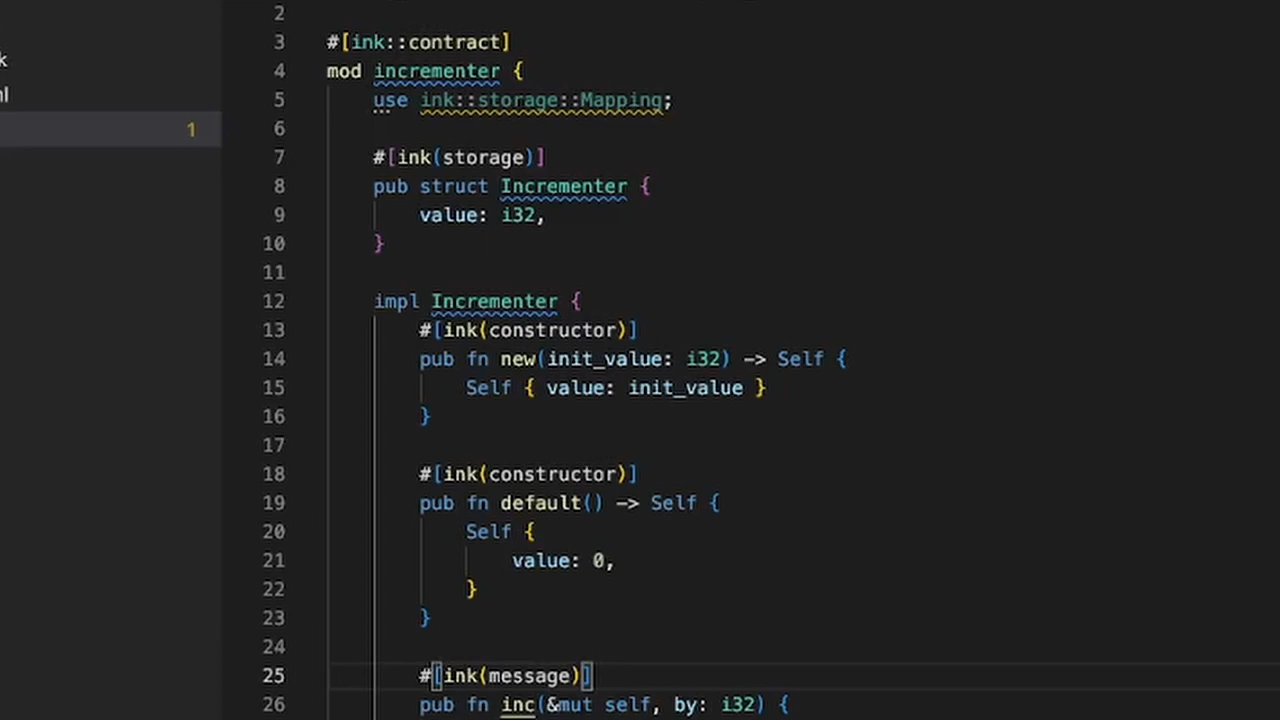 2
3 #[ink::contract]
4 mod incrementer {
5     use ink::storage::Mapping;
6
7     #[ink(storage)]
8     pub struct Incrementer {
9         value: i32,
10     }
11
12     impl Incrementer {
13         #[ink(constructor)]
14         pub fn new(init_value: i32) -> Self {
15             Self { value: init_value }
16         }
17
18         #[ink(constructor)]
19         pub fn default() -> Self {
20             Self {
21                 value: 0,
22             }
23         }
24
25         #[ink(message)]
26         pub fn inc(&mut self, by: i32) {
1